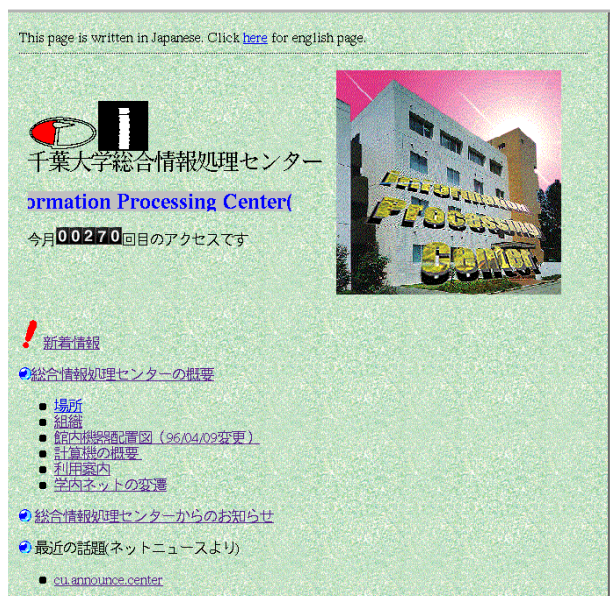 This page is written in Japanese. Click here for english page.
i
千葉大学総合情報処理センター
ormation Processing Center(
今月00270回目のアクセスです
Information
Processing
Center
新着情報
総合情報処理センターの概要
場所
組織
館内機器配置図（96/04/09変更）
計算機の概要
利用案内
学内ネットの変遷
総合情報処理センターからのお知らせ
最近の話題(ネットニュースより)
cu.announce.center